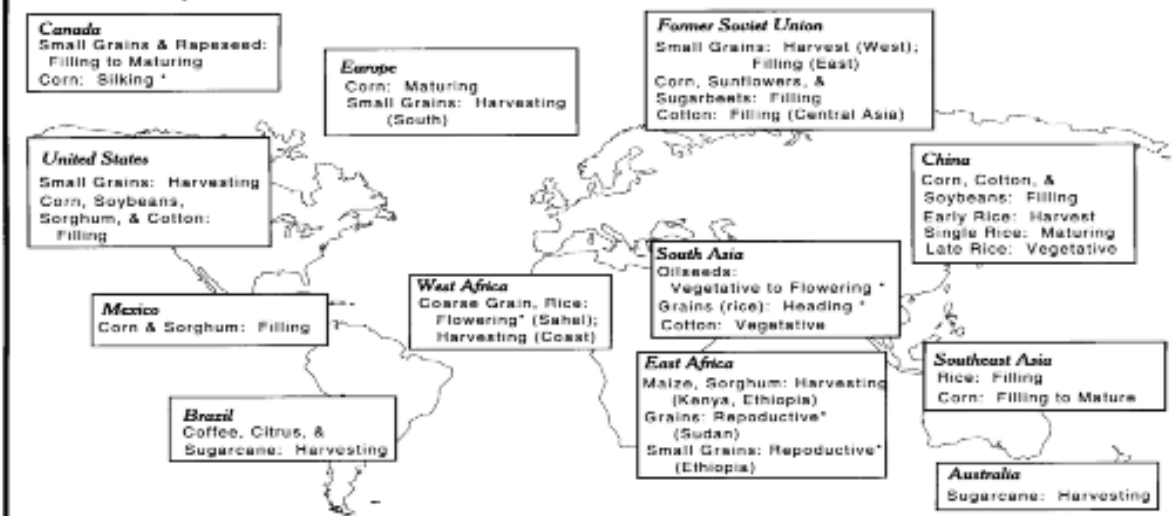 Canada
Small Grains & Rapeseed:
Filling to Maturing
Corn: Silking *
Europe
Corn: Maturing
Small Grains: Harvesting
(South)
Former Soviet Union
Small Grains: Harvest (West);
Filling (East)
Corn, Sunflowers, &
Sugarbeets: Filling
Cotton: Filling (Central Asia)
United States
Small Grains: Harvesting
Corn, Soybeans,
Sorghum, & Cotton:
Filling
China
Corn, Cotton, &
Soybeans: Filling
Early Rice: Harvest
Single Rice: Maturing
Late Rice: Vegetative
South Asia
Oilseeds:
Vegetative to Flowering *
Grains (rice): Heading *
Cotton: Vegetative
West Africa
Coarse Grain, Rice:
Flowering* (Sahel);
Harvesting (Coast)
Mexico
Corn & Sorghum: Filling
East Africa
Maize, Sorghum: Harvesting
(Kenya, Ethiopia)
Grains: Repoductive*
(Sudan)
Small Grains: Repoductive*
(Ethiopia)
Southeast Asia
Rice: Filling
Corn: Filling to Mature
Brazil
Coffee, Citrus, &
Sugarcane: Harvesting
Australia
Sugarcane: Harvesting